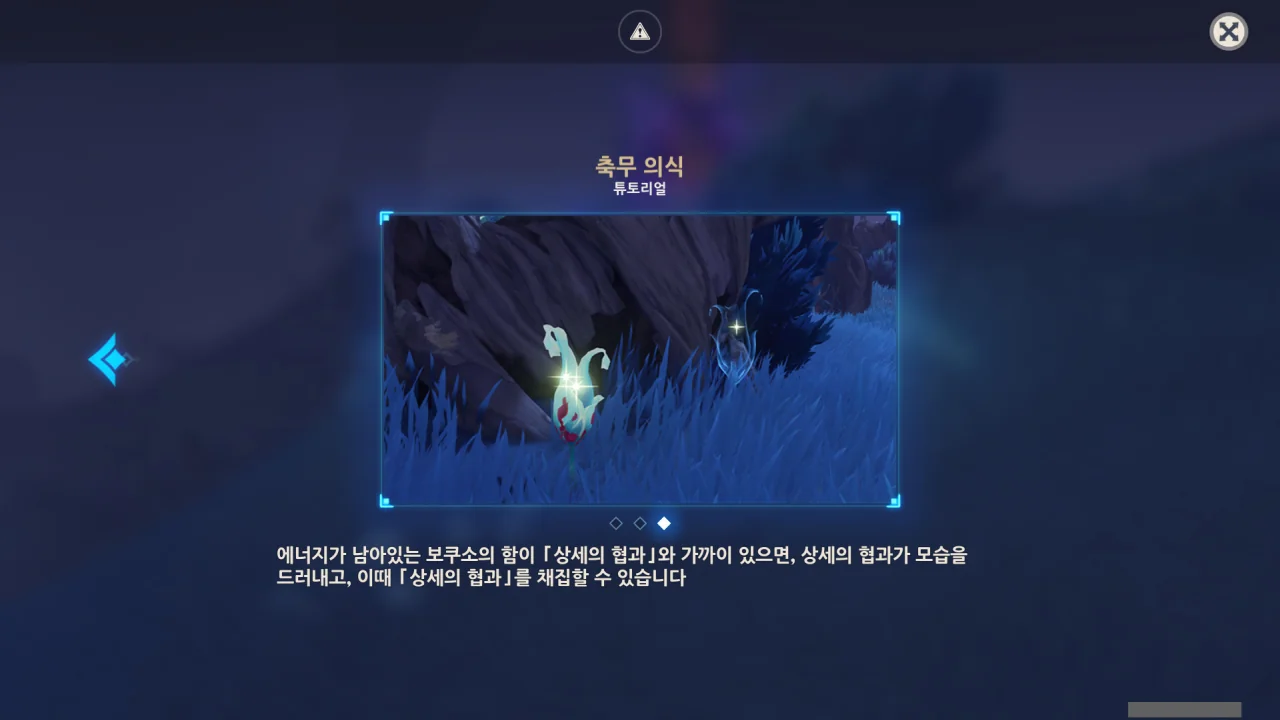 축무 의식
튜토리얼
에너지가 남아있는 보쿠소의 함이 「상세의 협과」와 가까이 있으면, 상세의 협과가 모습을
드러내고, 이때 「상세의 협과」를 채집할 수 있습니다